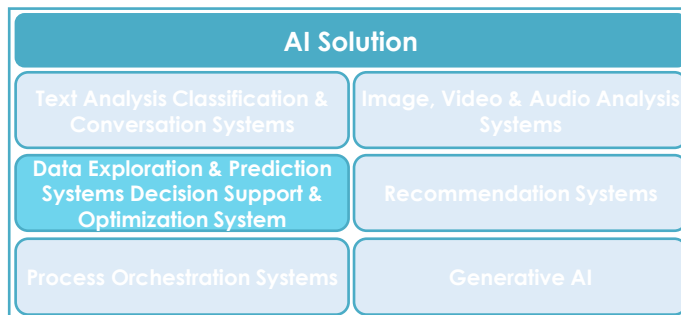 AI Solution
Text Analysis Classification &
Conversation Systems
Image, Video & Audio Analysis
Systems
Data Exploration & Prediction
Systems Decision Support &
Optimization System
Recommendation Systems
Process Orchestration Systems
Generative AI